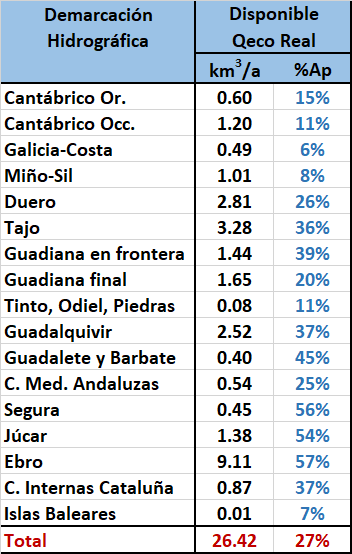 Demarcación Hidrográfica Disponible Qeco Real
km³/a %Ap
Cantábrico Or. 0.60 15%
Cantábrico Occ. 1.20 11%
Galicia-Costa 0.49 6%
Miño-Sil 1.01 8%
Duero 2.81 26%
Tajo 3.28 36%
Guadiana en frontera 1.44 39%
Guadiana final 1.65 20%
Tinto, Odiel, Piedras 0.08 11%
Guadalquivir 2.52 37%
Guadalete y Barbate 0.40 45%
C. Med. Andaluzas 0.54 25%
Segura 0.45 56%
Júcar 1.38 54%
Ebro 9.11 57%
C. Internas Cataluña 0.87 37%
Islas Baleares 0.01 7%
Total 26.42 27%